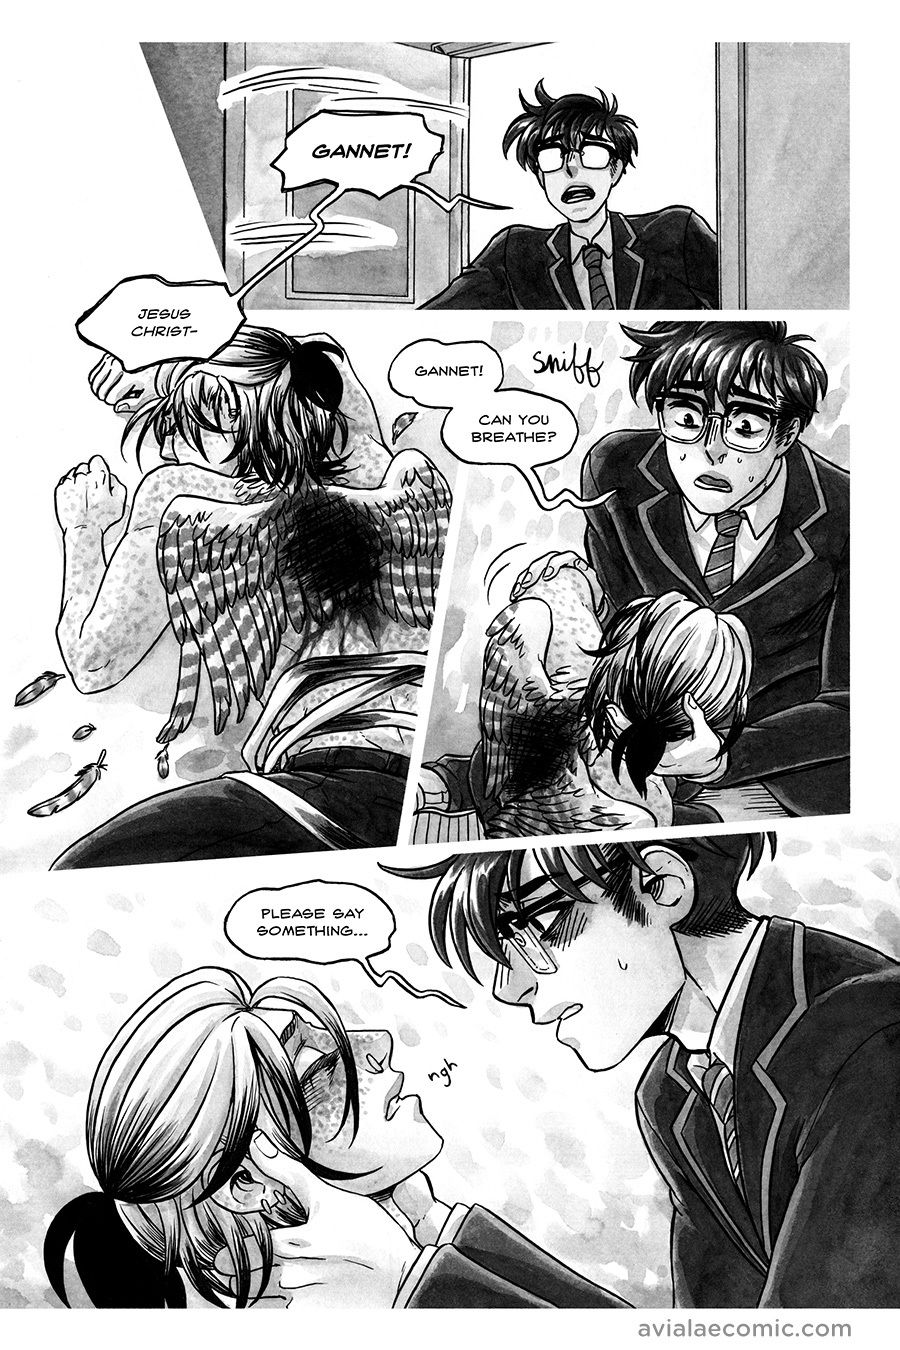 GANNET!
JESUS
CHRIST-
GANNET!
sniff
CAN YOU
BREATHE?
PLEASE SAY
SOMETHING...
ngh
avialaecomic.com